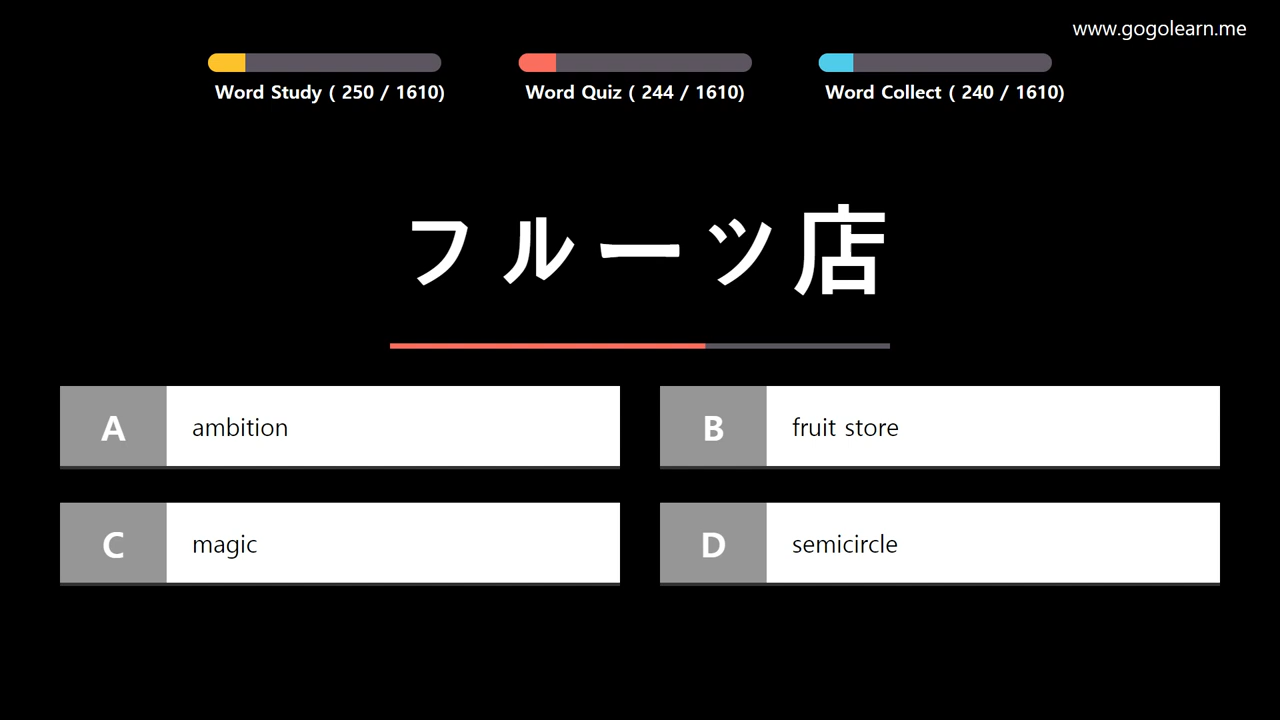 www.gogolearn.me
Word Study ( 250 / 1610)
Word Quiz ( 244 / 1610)
Word Collect ( 240 / 1610)
フルーツ店
A ambition
B fruit store
C magic
D semicircle